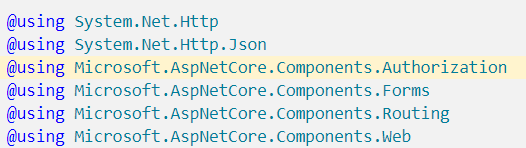 @using System.Net.Http
@using System.Net.Http.Json
@using Microsoft.AspNetCore.Components.Authorization
@using Microsoft.AspNetCore.Components.Forms
@using Microsoft.AspNetCore.Components.Routing
@using Microsoft.AspNetCore.Components.Web